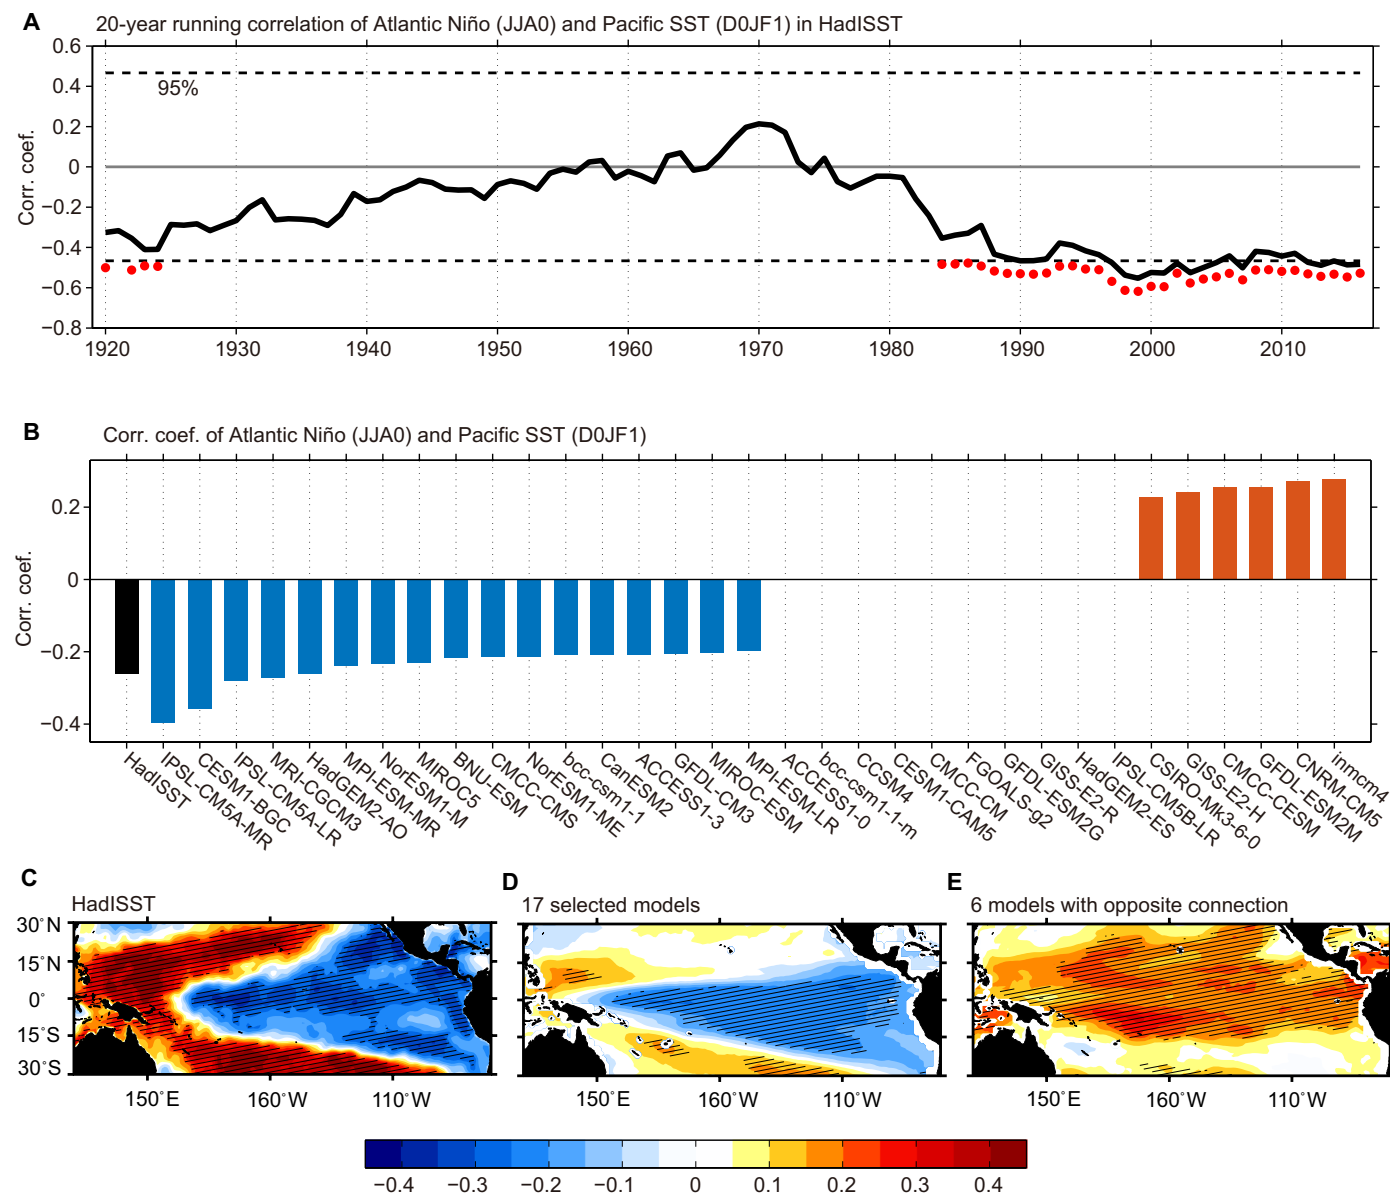 A
20-year running correlation of Atlantic Niño (JJA0) and Pacific SST (D0JF1) in HadISST
0.6
0.4
0.2
0
−0.2
−0.4
−0.6
−0.8
Corr. coef.
95%
1920 1930 1940 1950 1960 1970 1980 1990 2000 2010
B
Corr. coef. of Atlantic Niño (JJA0) and Pacific SST (D0JF1)
0.2
0
−0.2
−0.4
Corr. coef.
HadISST
IPSL-CM5A-MR
CESM1-BGC
IPSL-CM5A-LR
MRI-CGCM3
HadGEM2-AO
MPI-ESM-MR
NorESM1-M
MIROC5
BNU-ESM
CMCC-CMS
NorESM1-ME
bcc-csm1-1
CanESM2
ACCESS1-3
GFDL-CM3
MIROC-ESM
MPI-ESM-LR
ACCESS1-0
bcc-csm1-1-m
CCSM4
CESM1-CAM5
CMCC-CM
FGOALS-g2
GFDL-ESM2G
GISS-E2-R
HadGEM2-ES
IPSL-CM5B-LR
CSIRO-Mk3-6-0
GISS-E2-H
CMCC-CESM
GFDL-ESM2M
CNRM-CM5
inmcm4
C
HadISST
30°N
15°N
0°
15°S
30°S
150°E 160°W 110°W
D
17 selected models
150°E 160°W 110°W
E
6 models with opposite connection
150°E 160°W 110°W
−0.4 −0.3 −0.2 −0.1 0 0.1 0.2 0.3 0.4